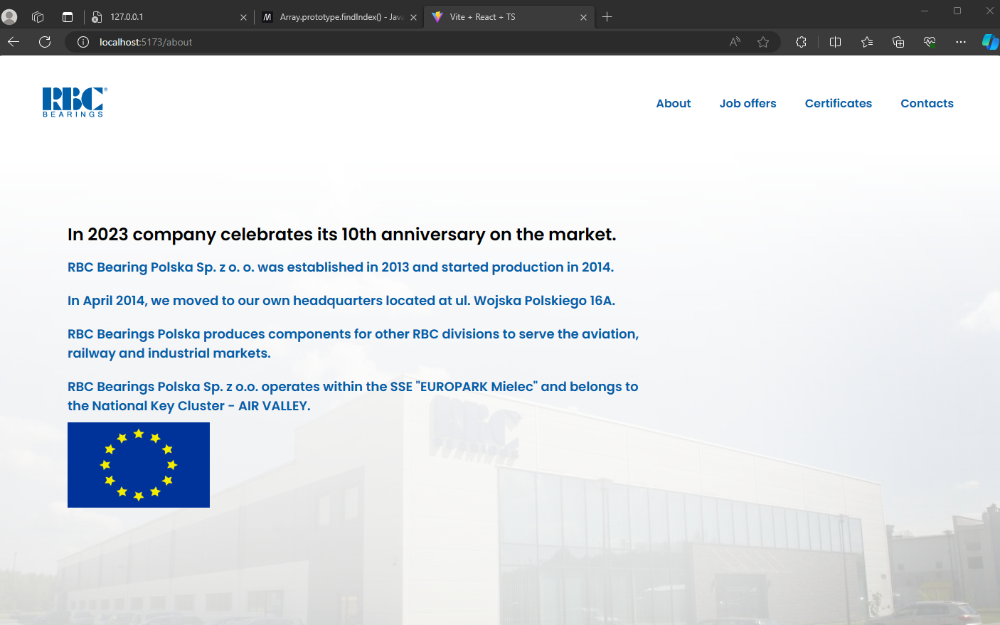 127.0.0.1
Array.prototype.findIndex() - Java
Vite + React + TS
localhost:5173/about
RBC®
BEARINGS
About
Job offers
Certificates
Contacts
In 2023 company celebrates its 10th anniversary on the market.
RBC Bearing Polska Sp. z o. o. was established in 2013 and started production in 2014.
In April 2014, we moved to our own headquarters located at ul. Wojska Polskiego 16A.
RBC Bearings Polska produces components for other RBC divisions to serve the aviation,
railway and industrial markets.
RBC Bearings Polska Sp. z o.o. operates within the SSE "EUROPARK Mielec" and belongs to
the National Key Cluster - AIR VALLEY.
RBC